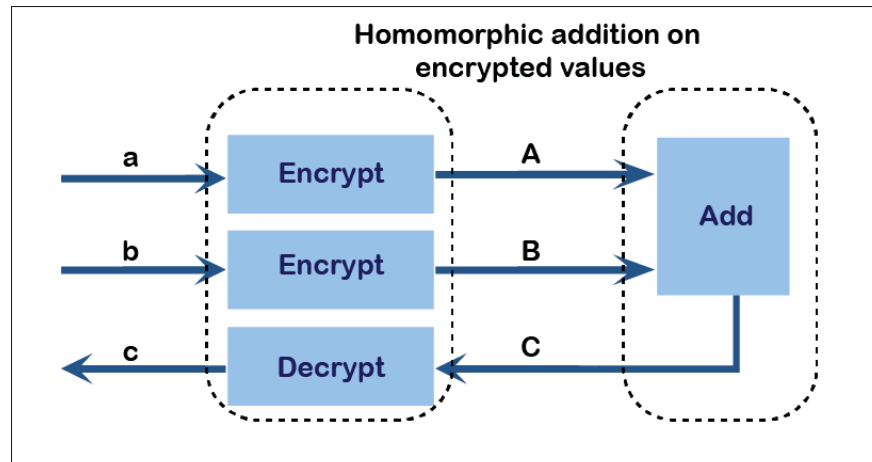 Homomorphic addition on
encrypted values
a
Encrypt
A
Add
b
Encrypt
B
c
Decrypt
C